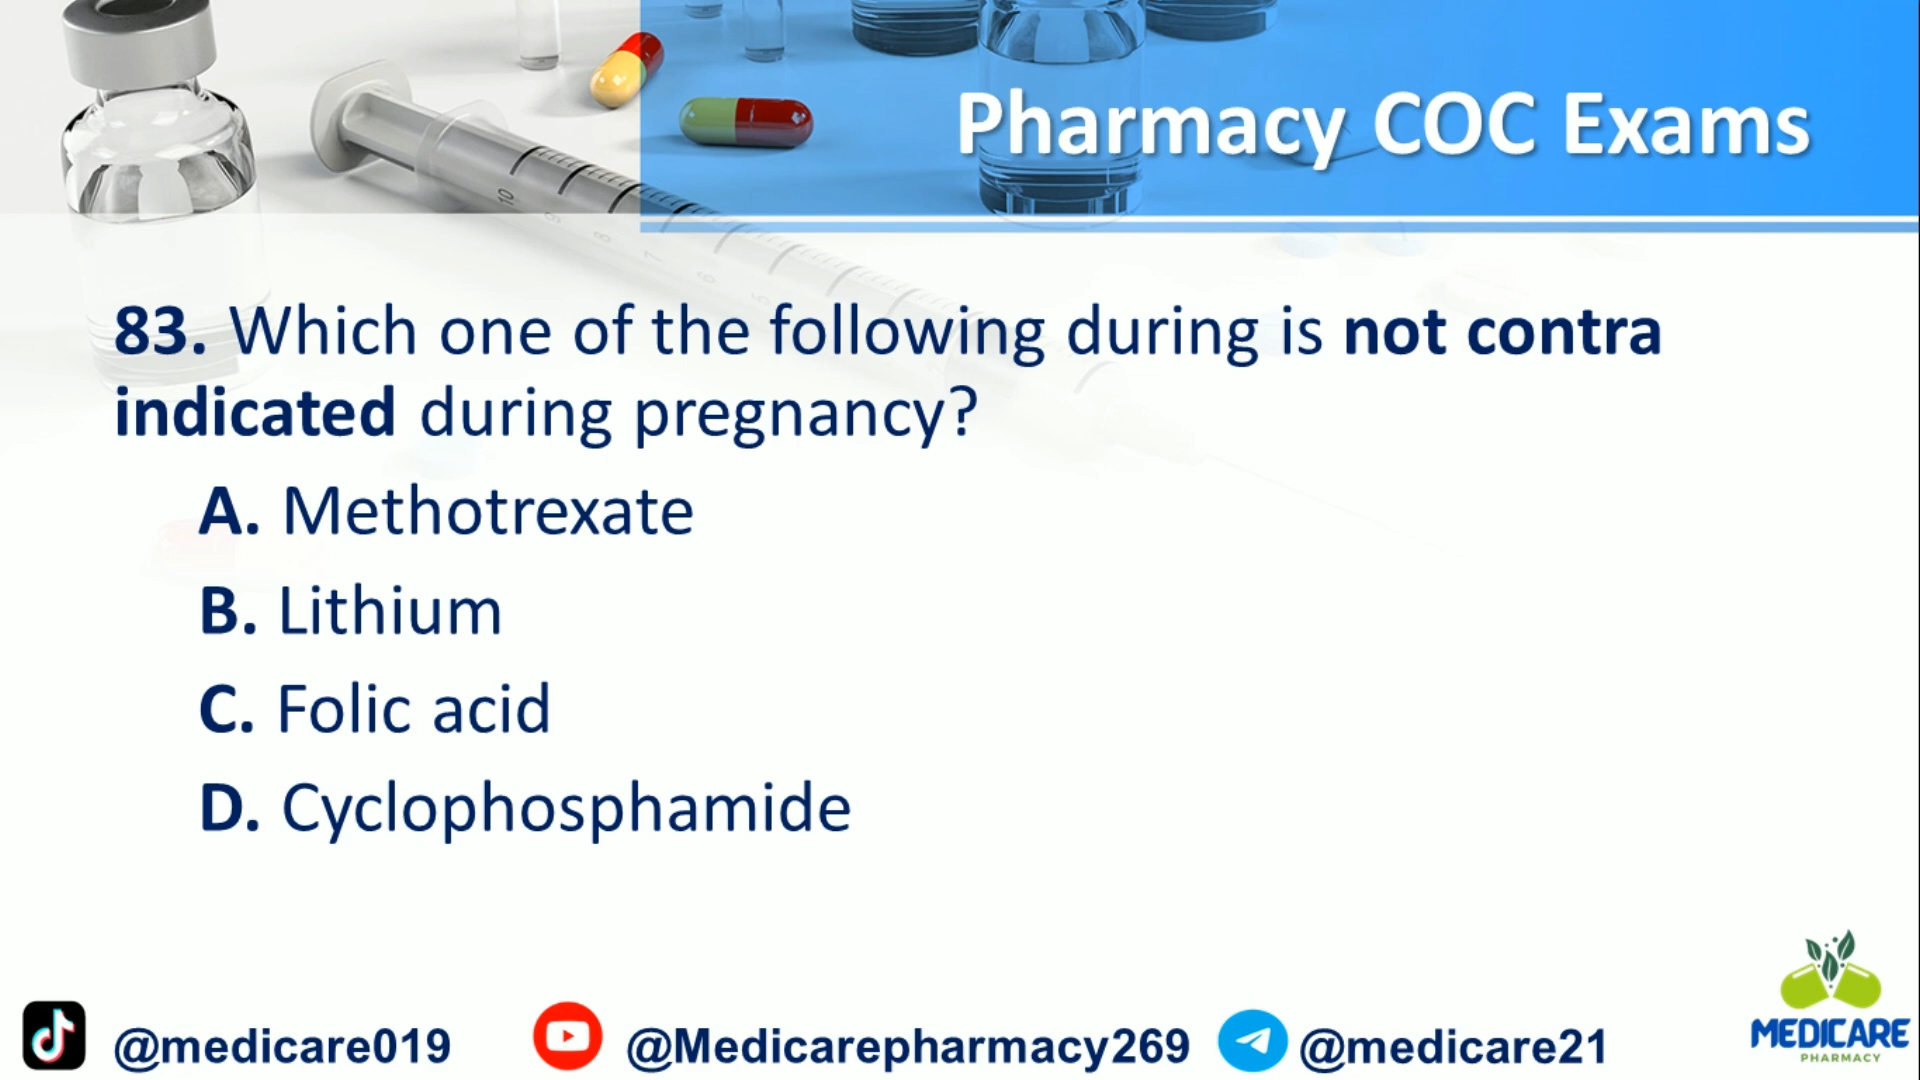 Pharmacy COC Exams
83. Which one of the following during is not contra
indicated during pregnancy?
A. Methotrexate
B. Lithium
C. Folic acid
D. Cyclophosphamide
@medicare019
@Medicarepharmacy269
@medicare21
MEDICARE
PHARMACY